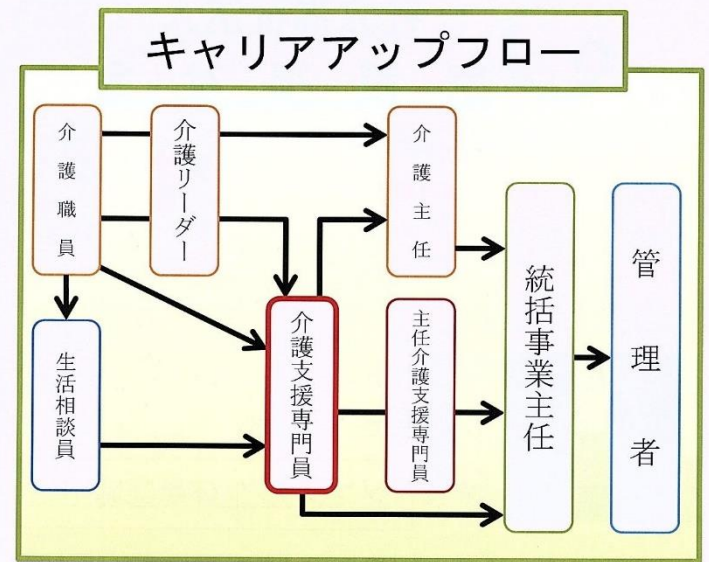 キャリアアップフロー
介護職員
介護リーダー
介護主任
生活相談員
介護支援専門員
主任介護支援専門員
統括事業主任
管理者